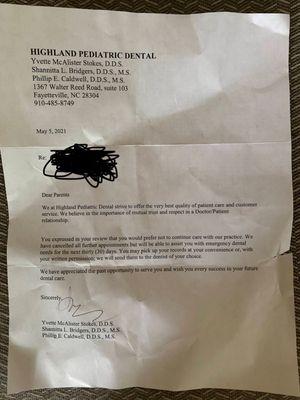 HIGHLAND PEDIATRIC DENTAL
Yvette McAlister Stokes, D.D.S.
Shannitta L. Bridgers, D.D.S., M.S.
Phillip E. Caldwell, D.D.S., M.S.
1367 Walter Reed Road, suite 103
Fayetteville, NC 28304
910-485-8749
May 5, 2021
Re:
Dear Parents
We at Highland Pediatric Dental strive to offer the very best quality of patient care and customer
service. We believe in the importance of mutual trust and respect in a Doctor/Patient
relationship.
You expressed in your review that you would prefer not to continue care with our practice. We
have cancelled all further appointments but will be able to assist you with emergency dental
needs for the next thirty (30) days. You may pick up your records at your convenience or, with
your written permission; we will send them to the dentist of your choice.
We have appreciated the past opportunity to serve you and wish you every success in your future
dental care.
Sincerely,
Yvette McAlister Stokes, D.D.S.
Shannitta L. Bridgers, D.D.S., M.S.
Phillip E. Caldwell, D.D.S., M.S.